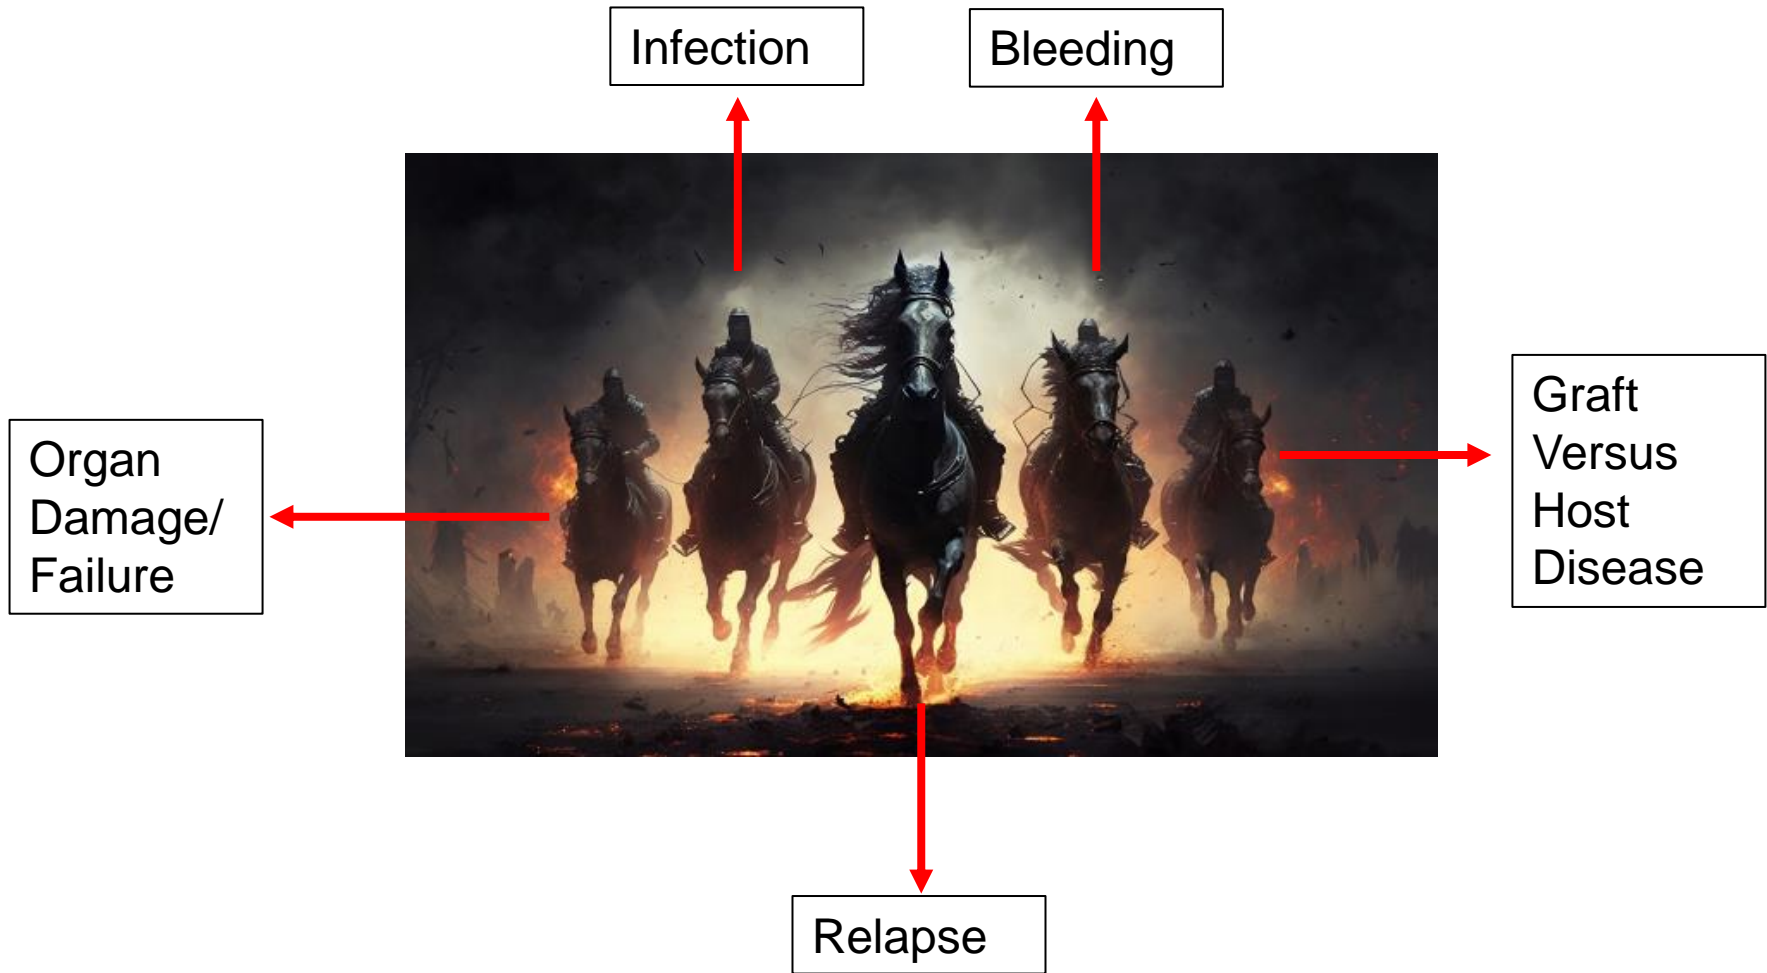 Infection
Bleeding
Organ
Damage/
Failure
Graft
Versus
Host
Disease
Relapse